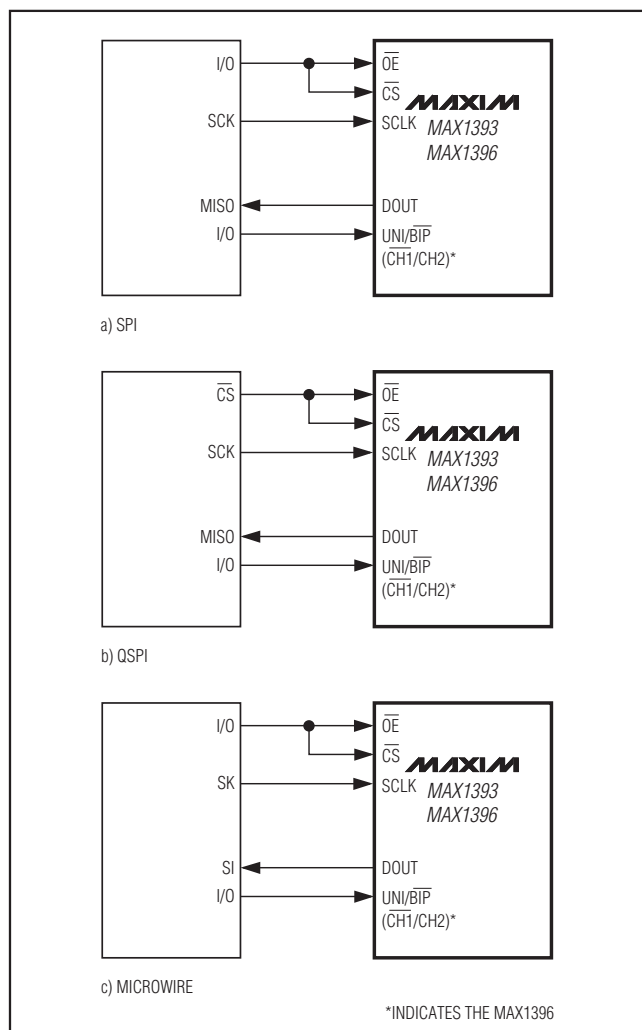 I/O OE
CS
SCK SCLK
MAXIM
MAX1393
MAX1396
MISO DOUT
I/O UNI/BIP
(CH1/CH2)*
a) SPI
CS OE
CS
SCK SCLK
MAXIM
MAX1393
MAX1396
MISO DOUT
I/O UNI/BIP
(CH1/CH2)*
b) QSPI
I/O OE
CS
SK SCLK
MAXIM
MAX1393
MAX1396
SI DOUT
I/O UNI/BIP
(CH1/CH2)*
c) MICROWIRE
*INDICATES THE MAX1396